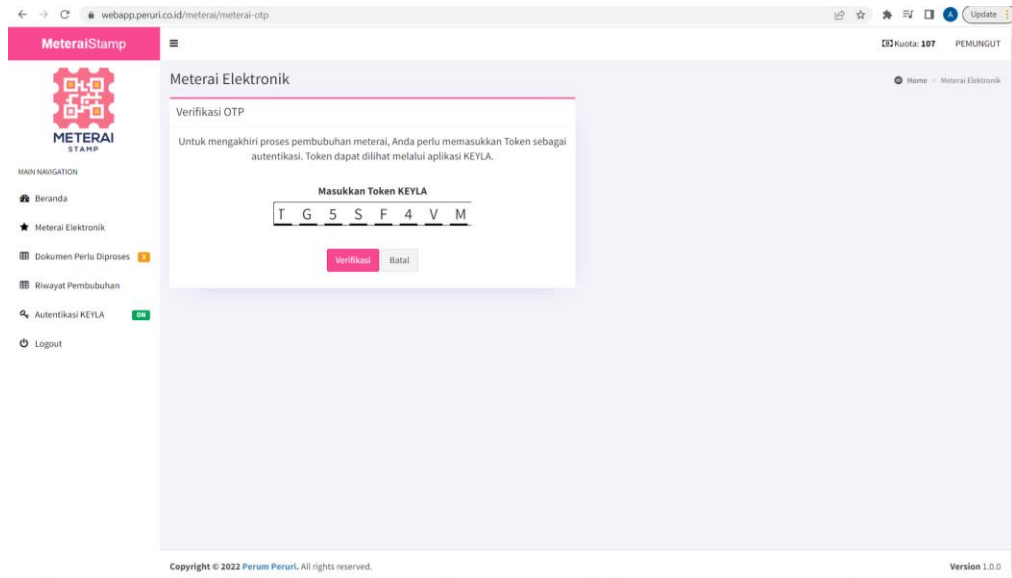 webapp.peruri.co.id/meterai/meterai-otp
Update
MeteraiStamp
Kuota: 107
PEMUNGUT
METERAI
STAMP
MAIN NAVIGATION
Beranda
Meterai Elektronik
Dokumen Perlu Diproses
Riwayat Pembubuhan
Autentikasi KEYLA
ON
Logout
Meterai Elektronik
Home
Meterai Elektronik
Verifikasi OTP
Untuk mengakhiri proses pembubuhan meterai, Anda perlu memasukkan Token sebagai
autentikasi. Token dapat dilihat melalui aplikasi KEYLA.
Masukkan Token KEYLA
T G 5 S F 4 V M
Verifikasi
Batal
Copyright © 2022 Perum Peruri. All rights reserved.
Version 1.0.0